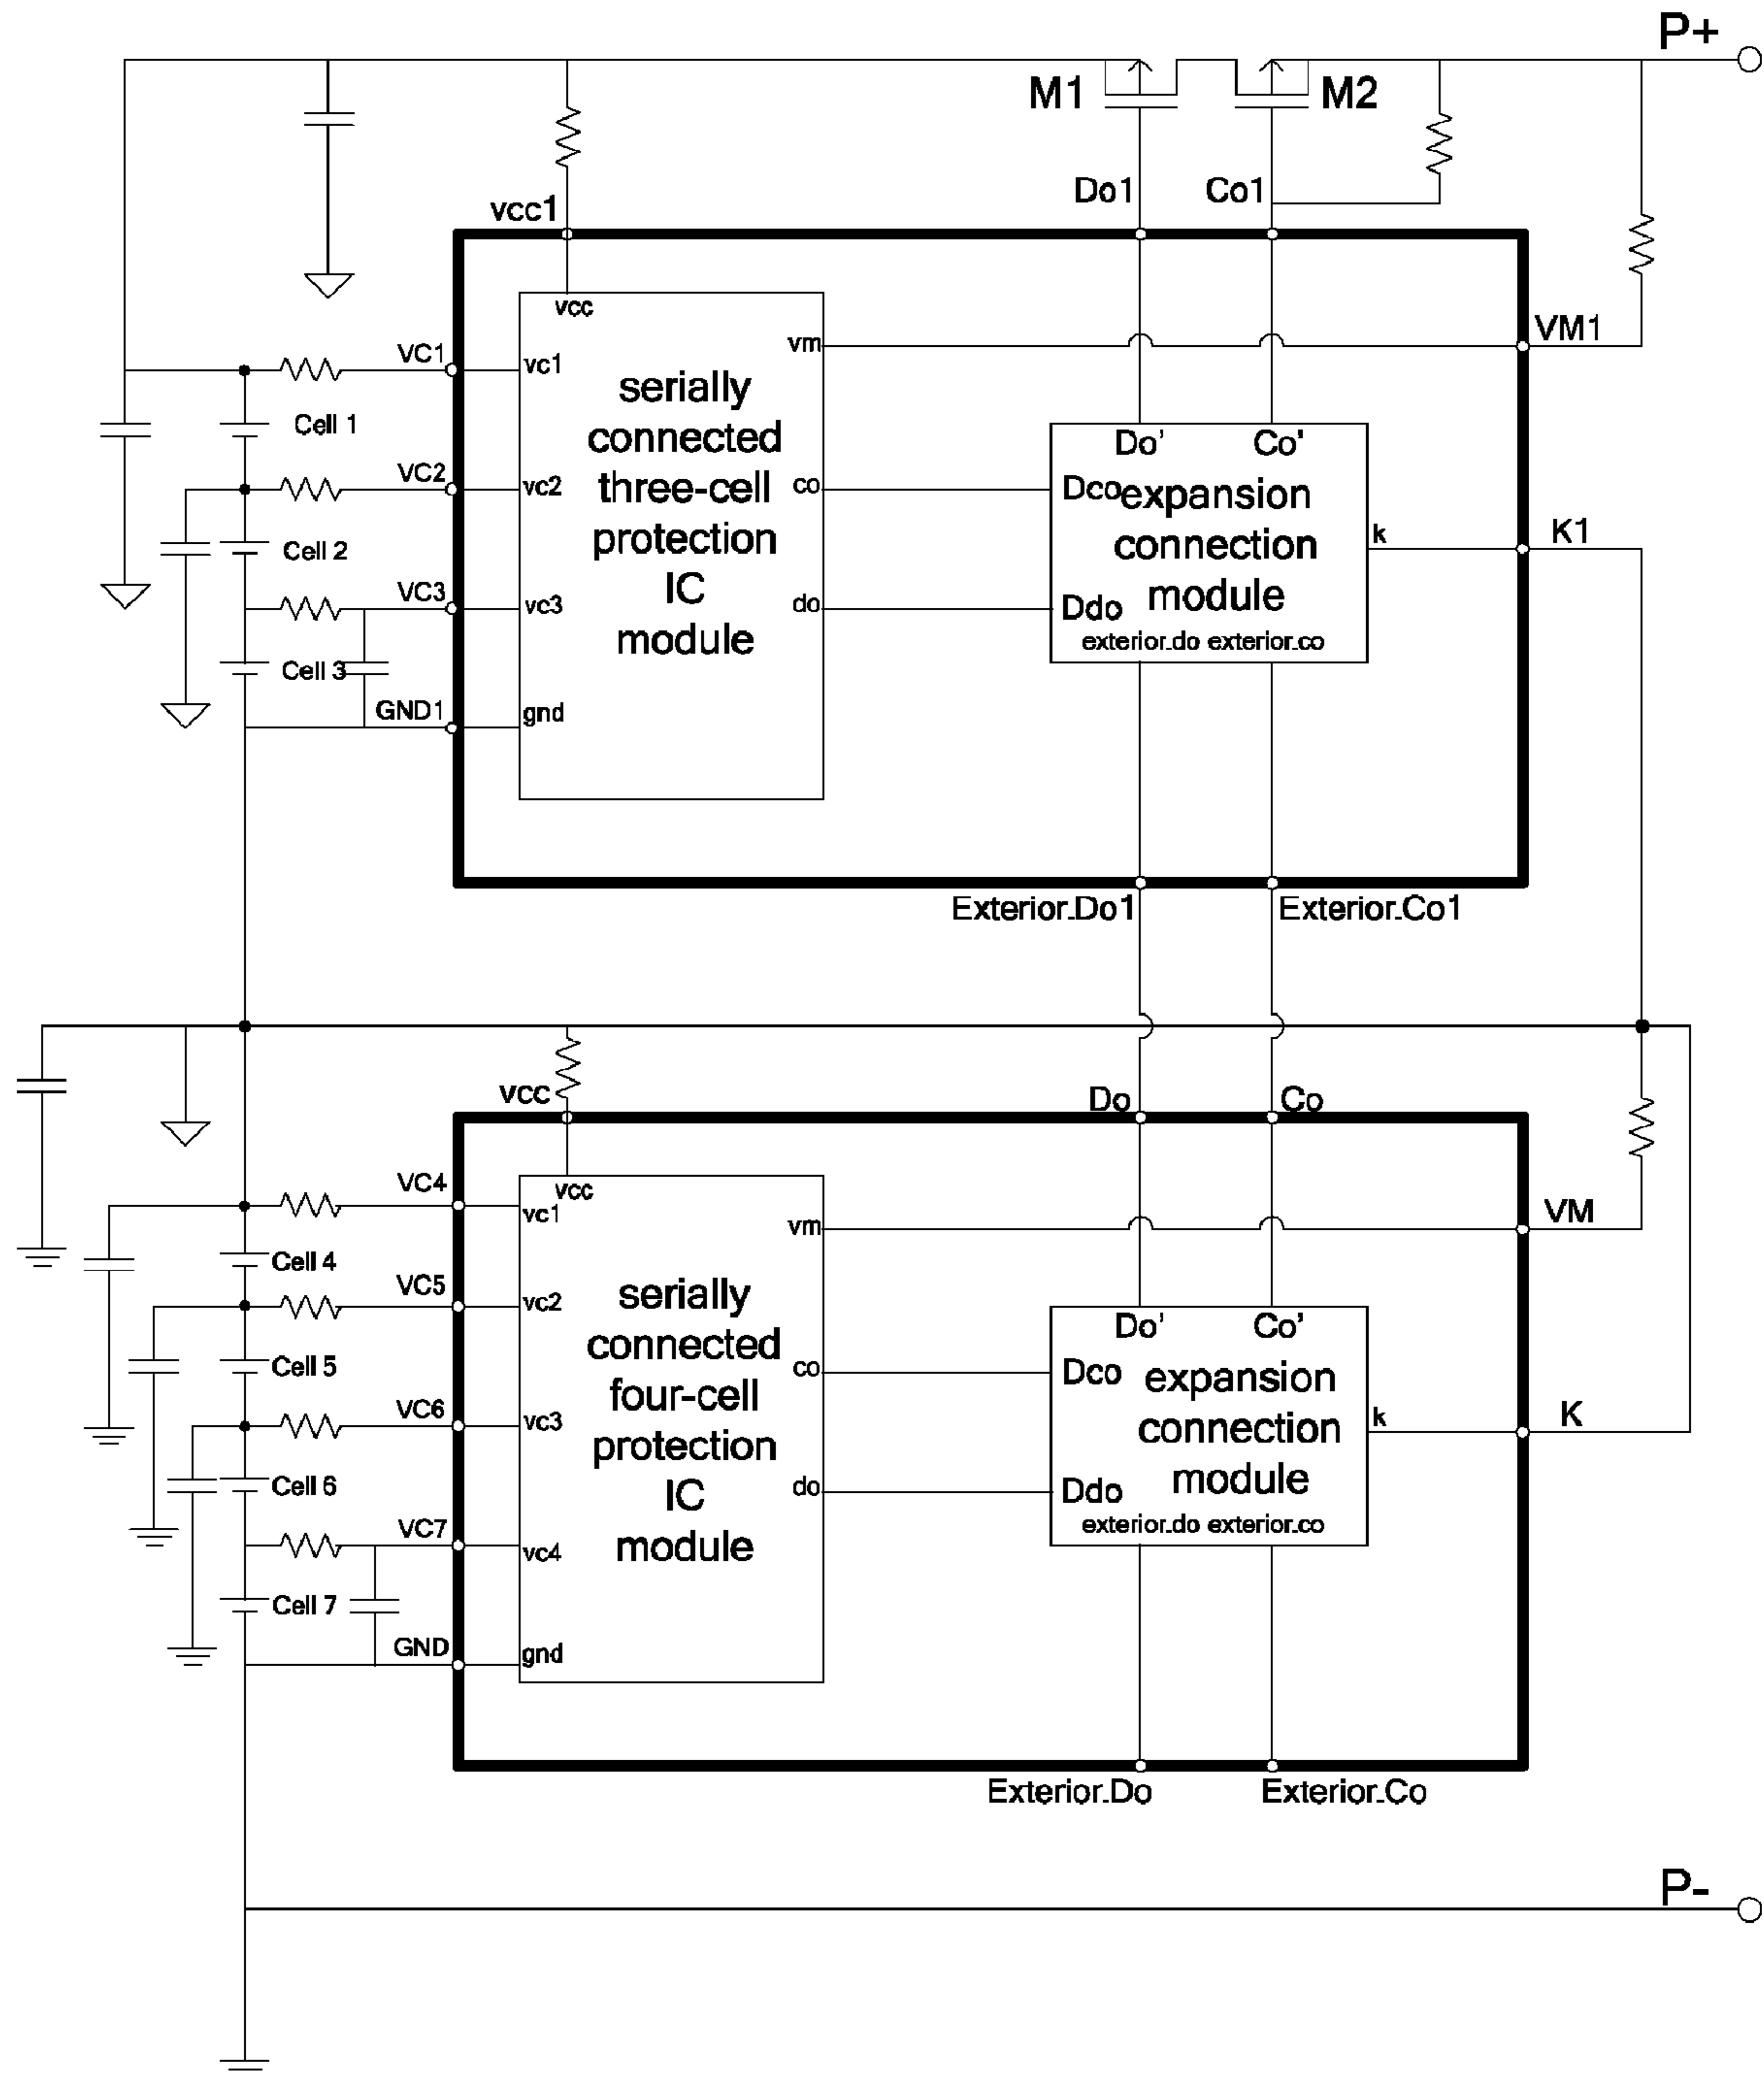 P+
M1
M2
Do1
Co1
vcc1
vcc
VM1
vm
VC1
vc1
serially
connected
three-cell
protection
IC
module
Cell 1
Do'
Co'
VC2
vc2
co
Dco
expansion
connection
module
k
K1
Cell 2
VC3
vc3
do
Ddo
exterior.do exterior.co
Cell 3
GND1
gnd
Exterior.Do1
Exterior.Co1
vcc
Do
Co
VC4
vcc
vc1
vm
VM
Cell 4
serially
connected
four-cell
protection
IC
module
VC5
vc2
Do'
Co'
Cell 5
co
Dco
expansion
connection
module
k
K
VC6
vc3
Cell 6
do
Ddo
exterior.do exterior.co
VC7
vc4
Cell 7
GND
gnd
Exterior.Do
Exterior.Co
P-